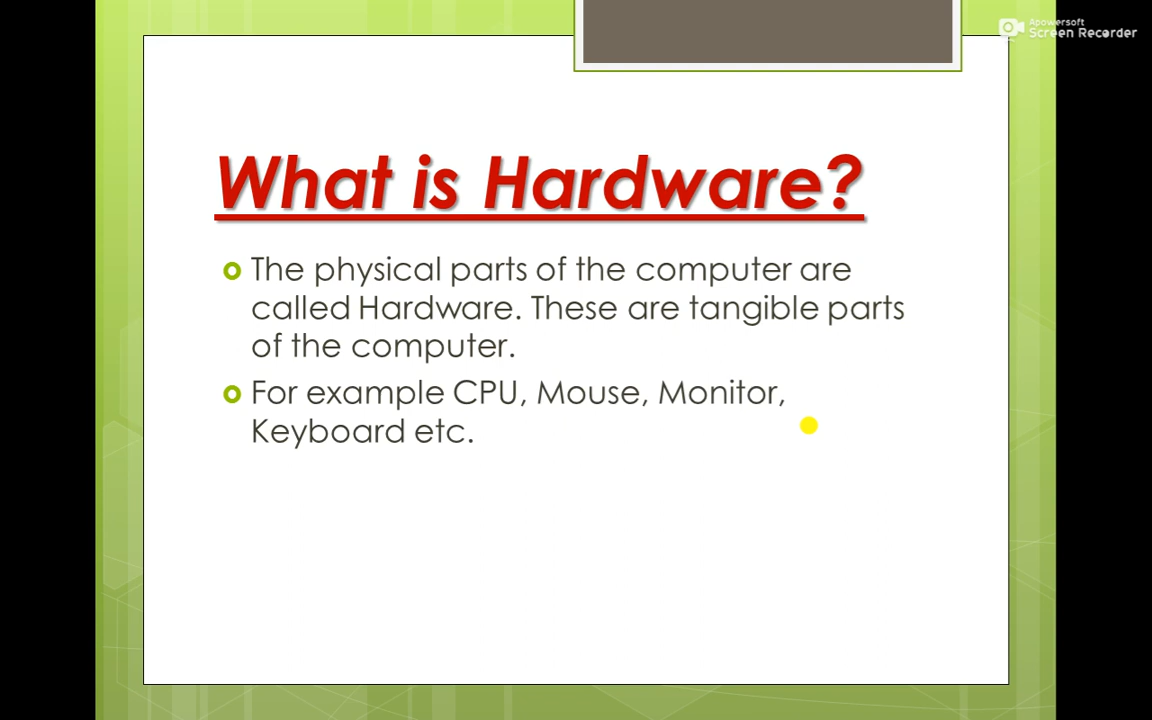 Apowersoft
Screen Recorder
What is Hardware?
The physical parts of the computer are
called Hardware. These are tangible parts
of the computer.
For example CPU, Mouse, Monitor,
Keyboard etc.